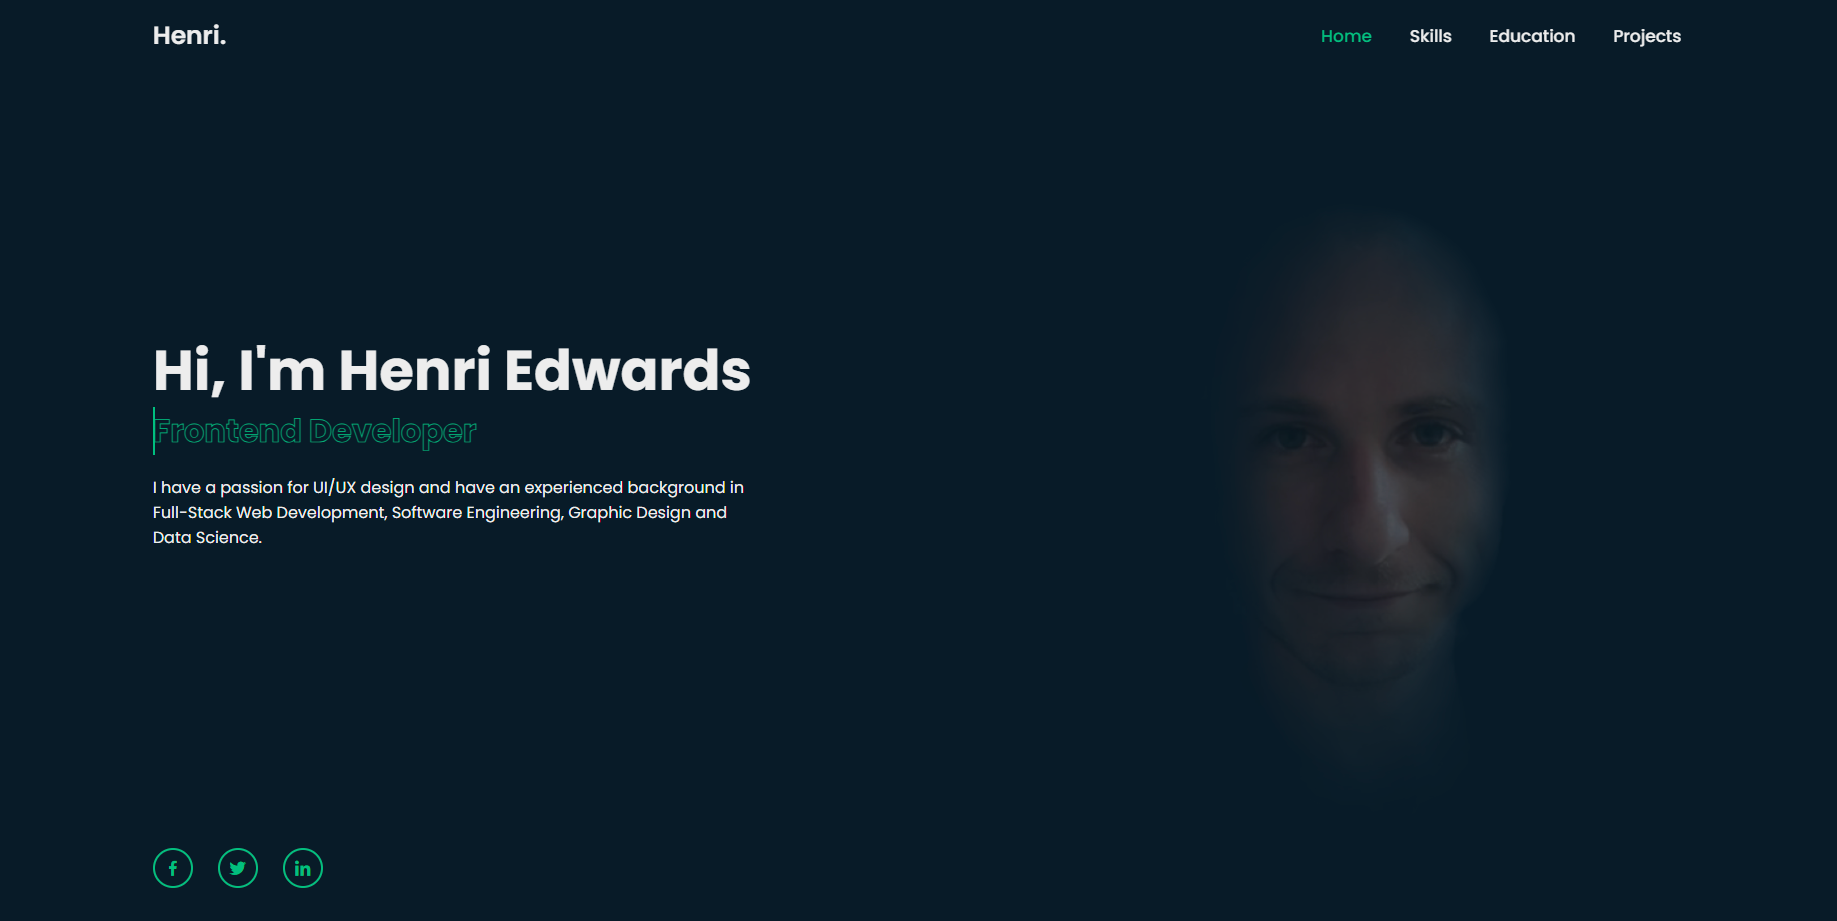 Henri.
Home Skills Education Projects
Hi, I'm Henri Edwards
Frontend Developer
I have a passion for UI/UX design and have an experienced background in
Full-Stack Web Development, Software Engineering, Graphic Design and
Data Science.